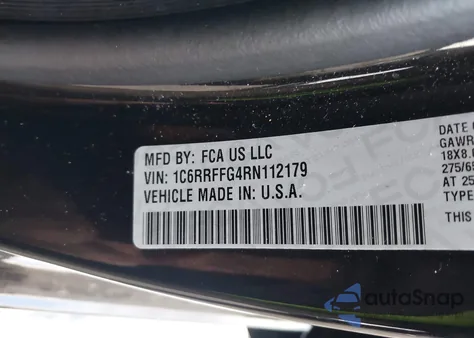 MFD BY: FCA US LLC
VIN: 1C6RRFFG4RN112179
VEHICLE MADE IN: U.S.A.
DATE
GAWR
18X8.
275/65
AT 25
TYPE
THIS
autoSnap